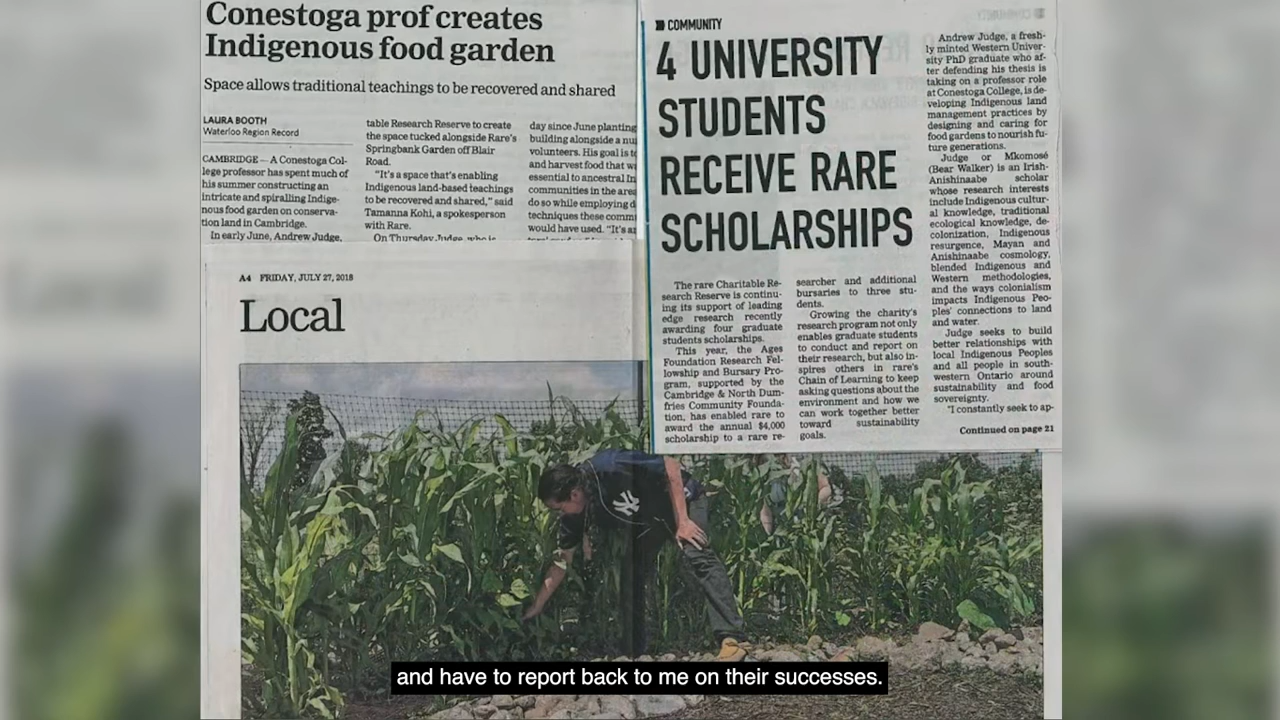 Conestoga prof creates
Indigenous food garden
Space allows traditional teachings to be recovered and shared
LAURA BOOTH
Waterloo Region Record
CAMBRIDGE — A Conestoga Col-
lege professor has spent much of
his summer constructing an
intricate and spiralling Indige-
nous food garden on conserva-
tion land in Cambridge.
In early June, Andrew Judge,
table Research Reserve to create
the space tucked alongside Rare's
Springbank Garden off Blair
Road.
"It's a space that's enabling
Indigenous land-based teachings
to be recovered and shared," said
Tamanna Kohi, a spokesperson
with Rare.
On Thursday Judge, who is
day since June planting
building alongside a nu
volunteers. His goal is to
and harvest food that w
essential to ancestral In
communities in the area
do so while employing d
techniques these comm
would have used. "It's a
A4 FRIDAY, JULY 27, 2018
Local
COMMUNITY
4 UNIVERSITY
STUDENTS
RECEIVE RARE
SCHOLARSHIPS
The rare Charitable Re-
search Reserve is continu-
ing its support of leading
edge research recently
awarding four graduate
students scholarships.
This year, the Ages
Foundation Research Fel-
lowship and Bursary Pro-
gram, supported by the
Cambridge & North Dum-
fries Community Founda-
tion, has enabled rare to
award the annual $4,000
scholarship to a rare re-
searcher and additional
bursaries to three stu-
dents.
Growing the charity's
research program not only
enables graduate students
to conduct and report on
their research, but also in-
spires others in rare's
Chain of Learning to keep
asking questions about the
environment and how we
can work together better
toward sustainability
goals.
Andrew Judge, a fresh-
ly minted Western Univer-
sity PhD graduate who af-
ter defending his thesis is
taking on a professor role
at Conestoga College, is de-
veloping Indigenous land
management practices by
designing and caring for
food gardens to nourish fu-
ture generations.
Judge or Mkomosé
(Bear Walker) is an Irish-
Anishinaabe scholar
whose research interests
include Indigenous cultur-
al knowledge, traditional
ecological knowledge, de-
colonization, Indigenous
resurgence, Mayan and
Anishinaabe cosmology,
blended Indigenous and
Western methodologies,
and the ways colonialism
impacts Indigenous Peo-
ples' connections to land
and water.
Judge seeks to build
better relationships with
local Indigenous Peoples
and all people in south-
western Ontario around
sustainability and food
sovereignty.
"I constantly seek to ap-
Continued on page 21
NY
and have to report back to me on their successes.